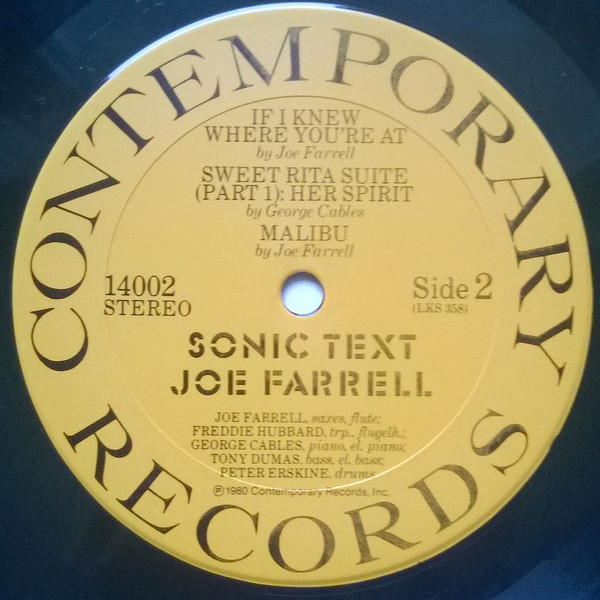 CONTEMPORARY
IF I KNEW
WHERE YOU'RE AT
by Joe Farrell
SWEET RITA SUITE
(PART 1): HER SPIRIT
by George Cables
MALIBU
by Joe Farrell
14002
STEREO
Side 2
(LKS 358)
SONIC TEXT
JOE FARRELL
JOE FARRELL, saxes, flute;
FREDDIE HUBBARD, trp., flugelh.;
GEORGE CABLES, piano, el. piano;
TONY DUMAS, bass, el. bass;
PETER ERSKINE, drums
℗ 1980 Contemporary Records, Inc.
RECORDS